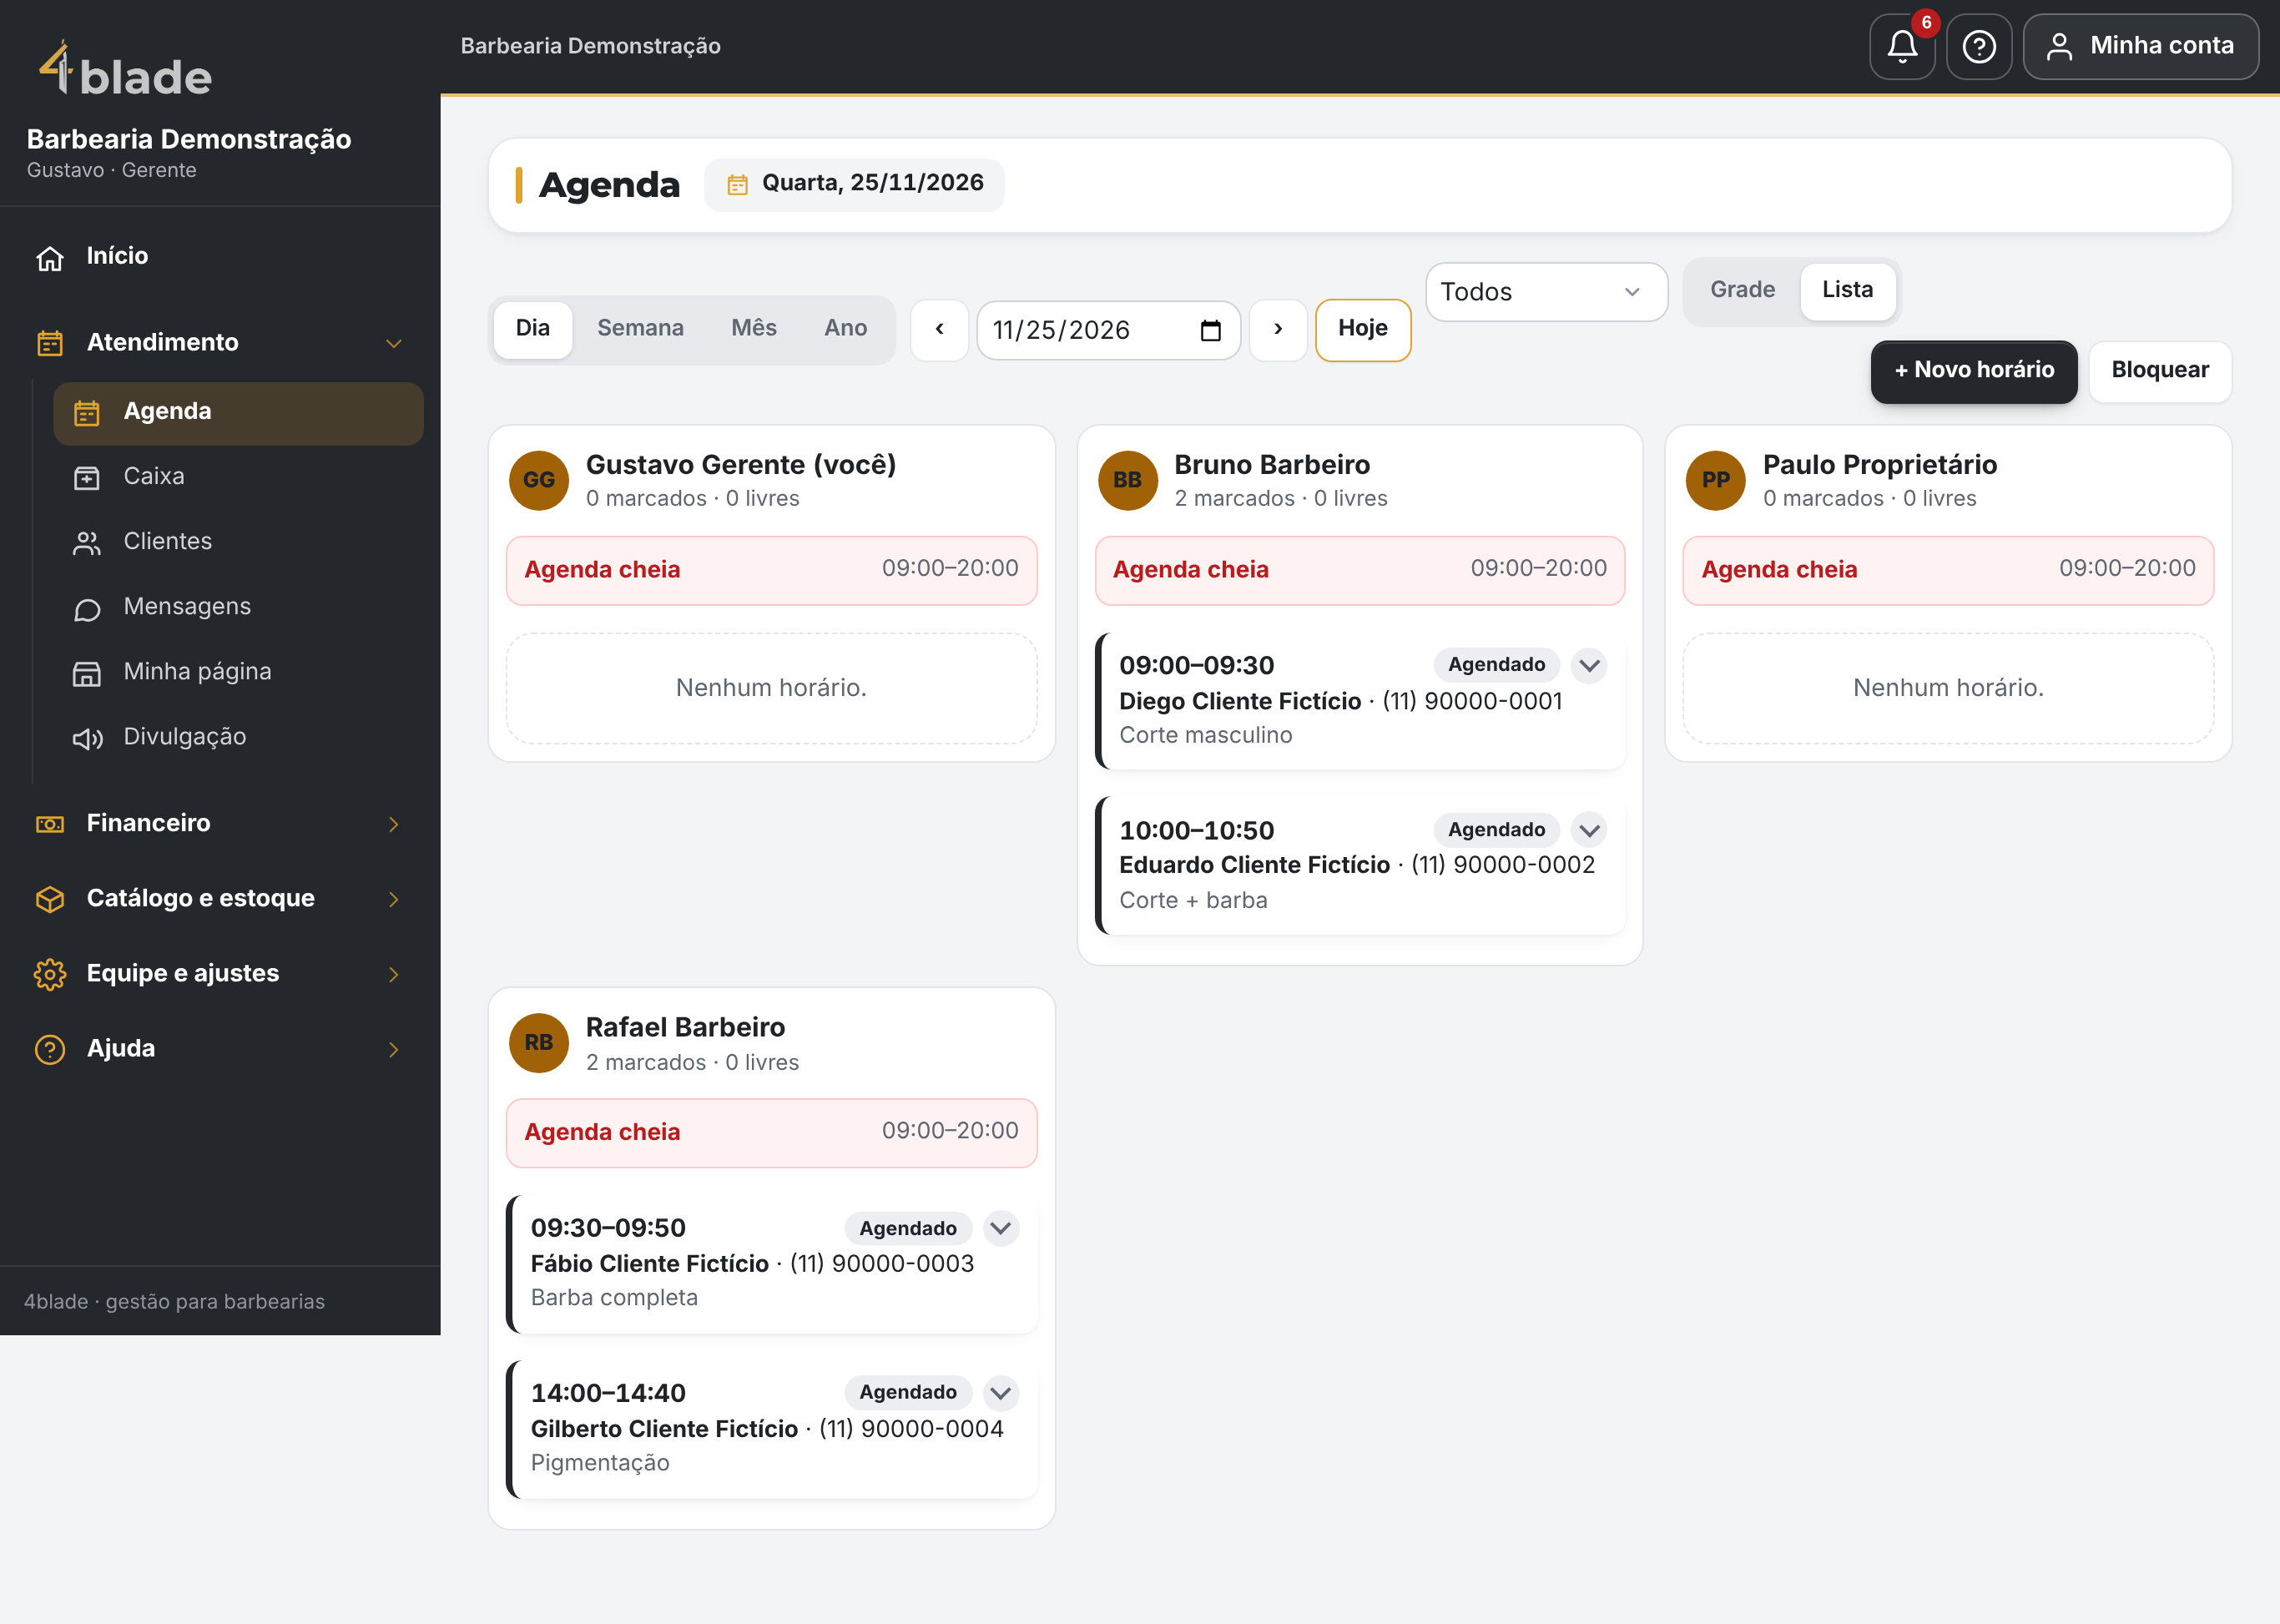 4blade
Barbearia Demonstração
Gustavo · Gerente
Início
Atendimento
Agenda
Caixa
Clientes
Mensagens
Minha página
Divulgação
Financeiro
Catálogo e estoque
Equipe e ajustes
Ajuda
4blade · gestão para barbearias
Barbearia Demonstração
6
Minha conta
Agenda
Quarta, 25/11/2026
Dia
Semana
Mês
Ano
‹
11/25/2026
›
Hoje
Todos
Grade
Lista
+ Novo horário
Bloquear
GG
Gustavo Gerente (você)
0 marcados · 0 livres
Agenda cheia
09:00–20:00
Nenhum horário.
BB
Bruno Barbeiro
2 marcados · 0 livres
Agenda cheia
09:00–20:00
09:00–09:30
Agendado
Diego Cliente Fictício · (11) 90000-0001
Corte masculino
10:00–10:50
Agendado
Eduardo Cliente Fictício · (11) 90000-0002
Corte + barba
PP
Paulo Proprietário
0 marcados · 0 livres
Agenda cheia
09:00–20:00
Nenhum horário.
RB
Rafael Barbeiro
2 marcados · 0 livres
Agenda cheia
09:00–20:00
09:30–09:50
Agendado
Fábio Cliente Fictício · (11) 90000-0003
Barba completa
14:00–14:40
Agendado
Gilberto Cliente Fictício · (11) 90000-0004
Pigmentação